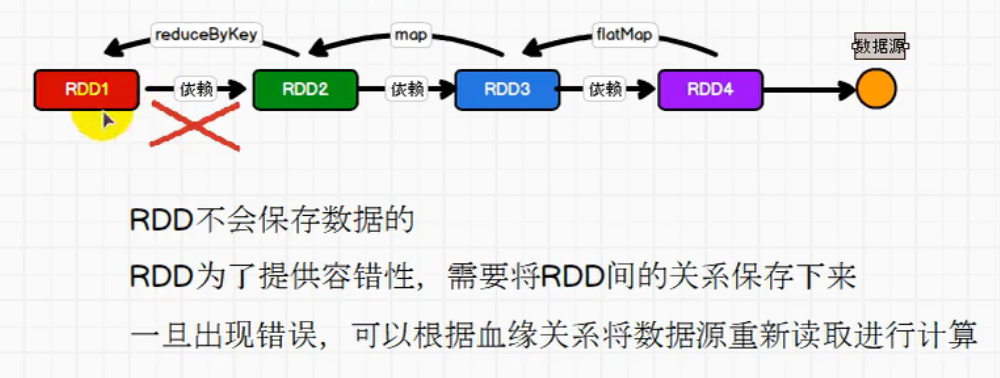 reduceByKey
map
flatMap
数据源
RDD1
依赖
RDD2
依赖
RDD3
依赖
RDD4
RDD不会保存数据的
RDD为了提供容错性，需要将RDD间的关系保存下来
一旦出现错误，可以根据血缘关系将数据源重新读取进行计算